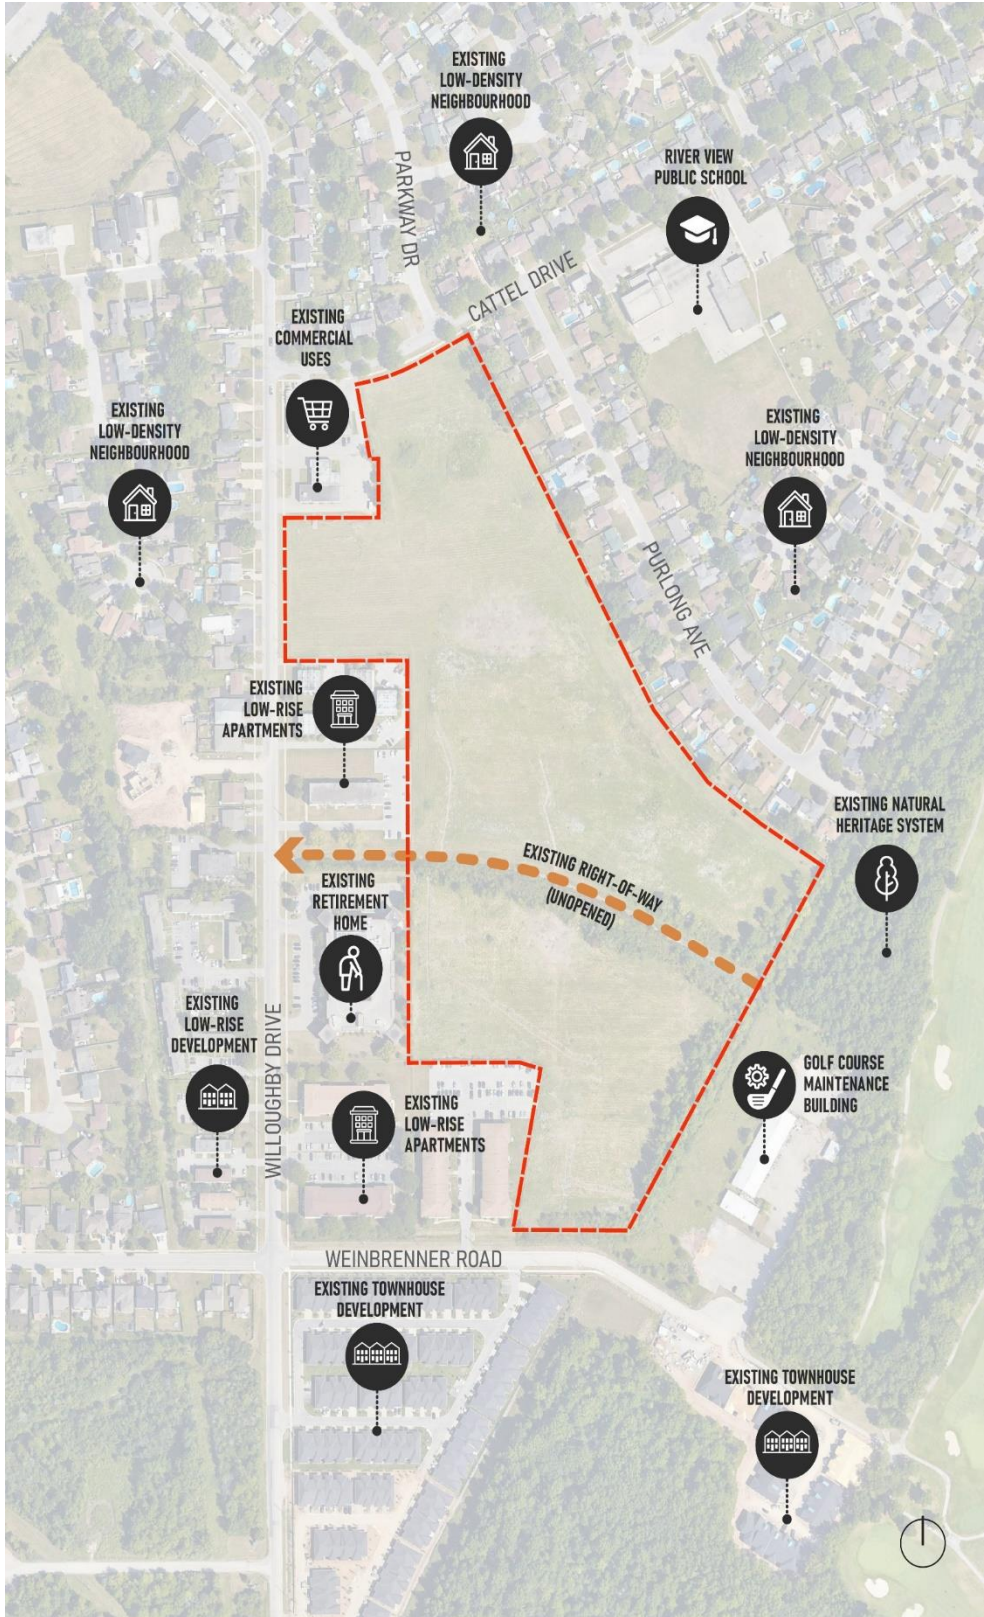 EXISTING
LOW-DENSITY
NEIGHBOURHOOD
PARKWAY DR
RIVER VIEW
PUBLIC SCHOOL
CATTEL DRIVE
EXISTING
COMMERCIAL
USES
EXISTING
LOW-DENSITY
NEIGHBOURHOOD
EXISTING
LOW-DENSITY
NEIGHBOURHOOD
PURLONG AVE
EXISTING
LOW-RISE
APARTMENTS
EXISTING NATURAL
HERITAGE SYSTEM
EXISTING RIGHT-OF-WAY
(UNOPENED)
EXISTING
RETIREMENT
HOME
EXISTING
LOW-RISE
DEVELOPMENT
WILLOUGHBY DRIVE
GOLF COURSE
MAINTENANCE
BUILDING
EXISTING
LOW-RISE
APARTMENTS
WEINBRENNER ROAD
EXISTING TOWNHOUSE
DEVELOPMENT
EXISTING TOWNHOUSE
DEVELOPMENT